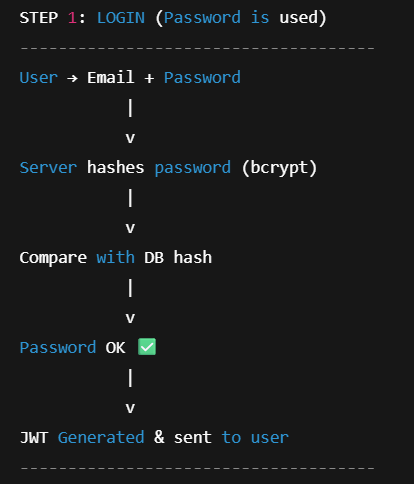 STEP 1: LOGIN (Password is used)
-------------------------------------
User → Email + Password
|
v
Server hashes password (bcrypt)
|
v
Compare with DB hash
|
v
Password OK ✅
|
v
JWT Generated & sent to user
-------------------------------------